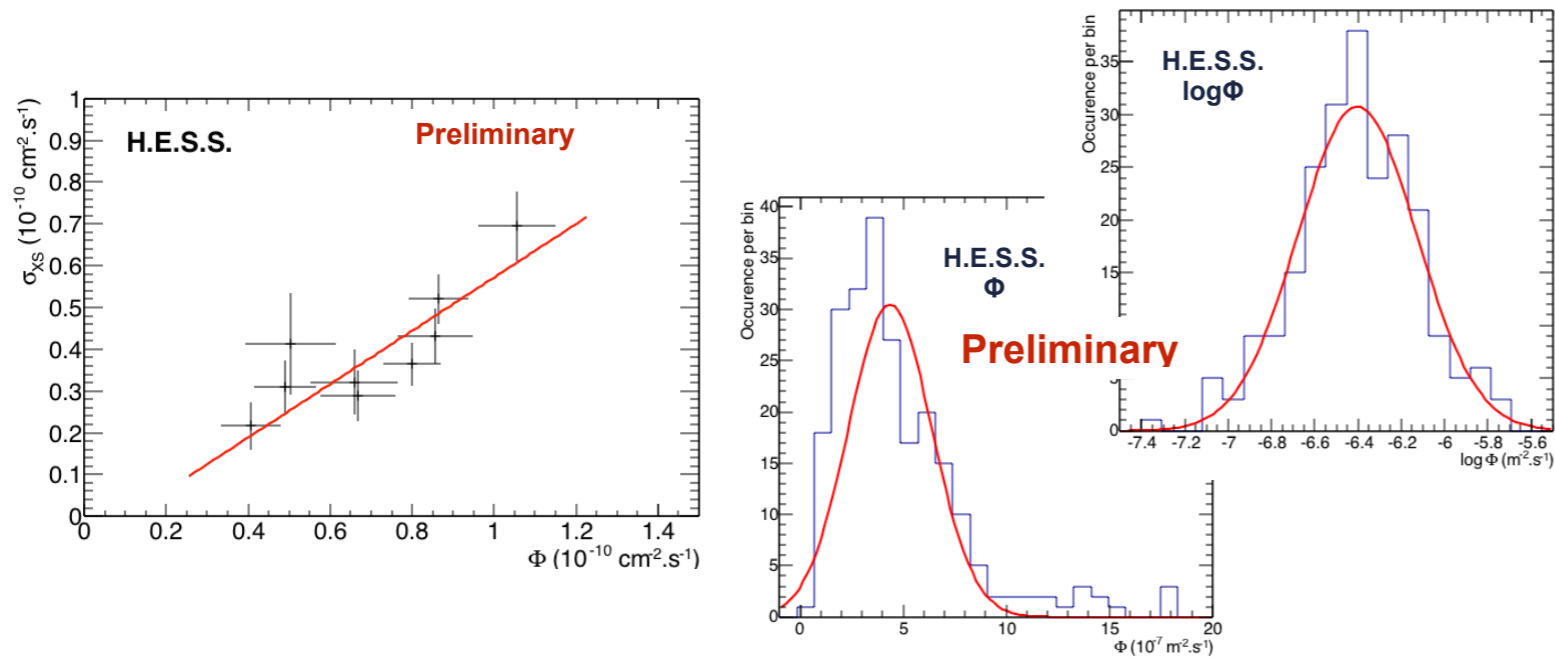 H.E.S.S.
Preliminary
σXS (10⁻¹⁰ cm⁻².s⁻¹)
1
0.9
0.8
0.7
0.6
0.5
0.4
0.3
0.2
0.1
0
0 0.2 0.4 0.6 0.8 1 1.2 1.4
Φ (10⁻¹⁰ cm⁻².s⁻¹)
Occurence per bin
40
35
30
25
20
15
10
5
0
H.E.S.S.
Φ
Preliminary
0 5 10 15 20
Φ (10⁻⁷ m⁻².s⁻¹)
Occurence per bin
35
30
25
20
15
0
H.E.S.S.
logΦ
-7.4 -7.2 -7 -6.8 -6.6 -6.4 -6.2 -6 -5.8 -5.6
log Φ (m⁻².s⁻¹)